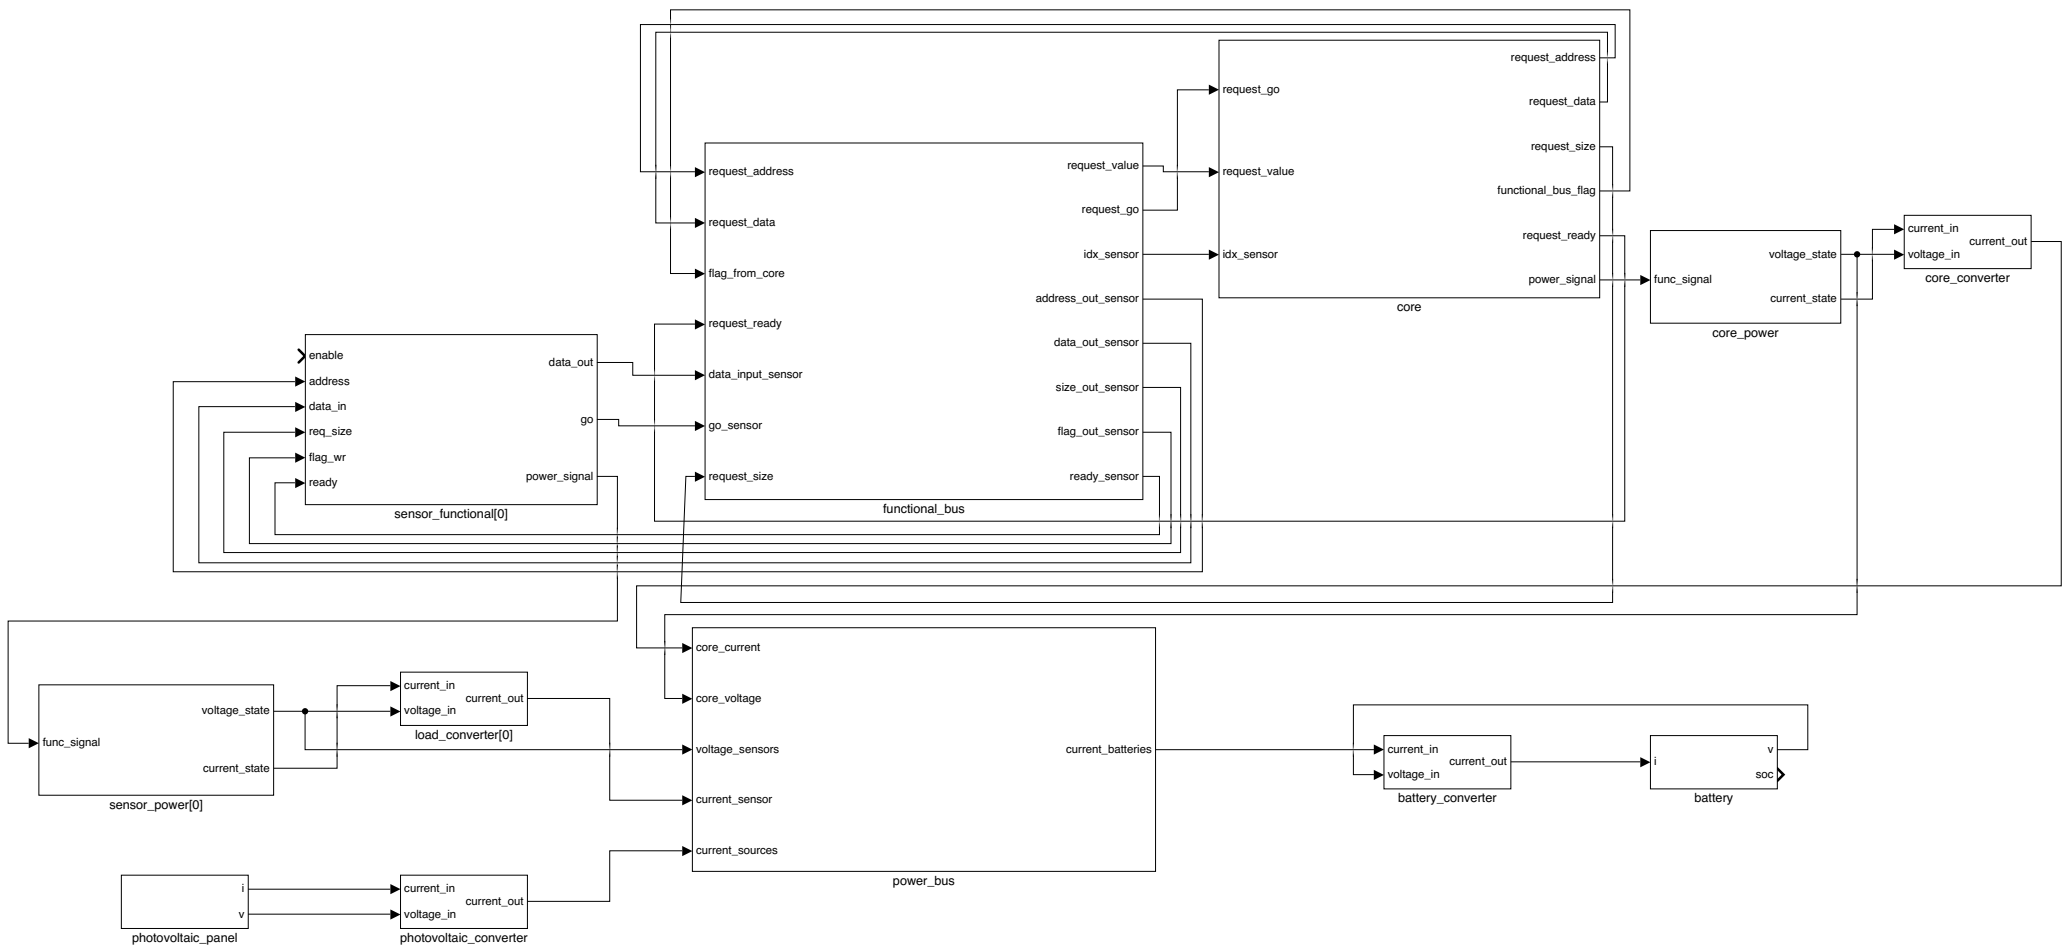 request_address
request_data
request_size
functional_bus_flag
request_ready
power_signal
request_go
request_value
idx_sensor
core
request_address
request_data
flag_from_core
request_ready
data_input_sensor
go_sensor
request_size
request_value
request_go
idx_sensor
address_out_sensor
data_out_sensor
size_out_sensor
flag_out_sensor
ready_sensor
functional_bus
func_signal
voltage_state
current_state
core_power
current_in
voltage_in
current_out
core_converter
enable
address
data_in
req_size
flag_wr
ready
data_out
go
power_signal
sensor_functional[0]
func_signal
voltage_state
current_state
sensor_power[0]
current_in
voltage_in
current_out
load_converter[0]
core_current
core_voltage
voltage_sensors
current_sensor
current_sources
current_batteries
power_bus
current_in
voltage_in
current_out
battery_converter
i
v
soc
battery
i
v
photovoltaic_panel
current_in
voltage_in
current_out
photovoltaic_converter